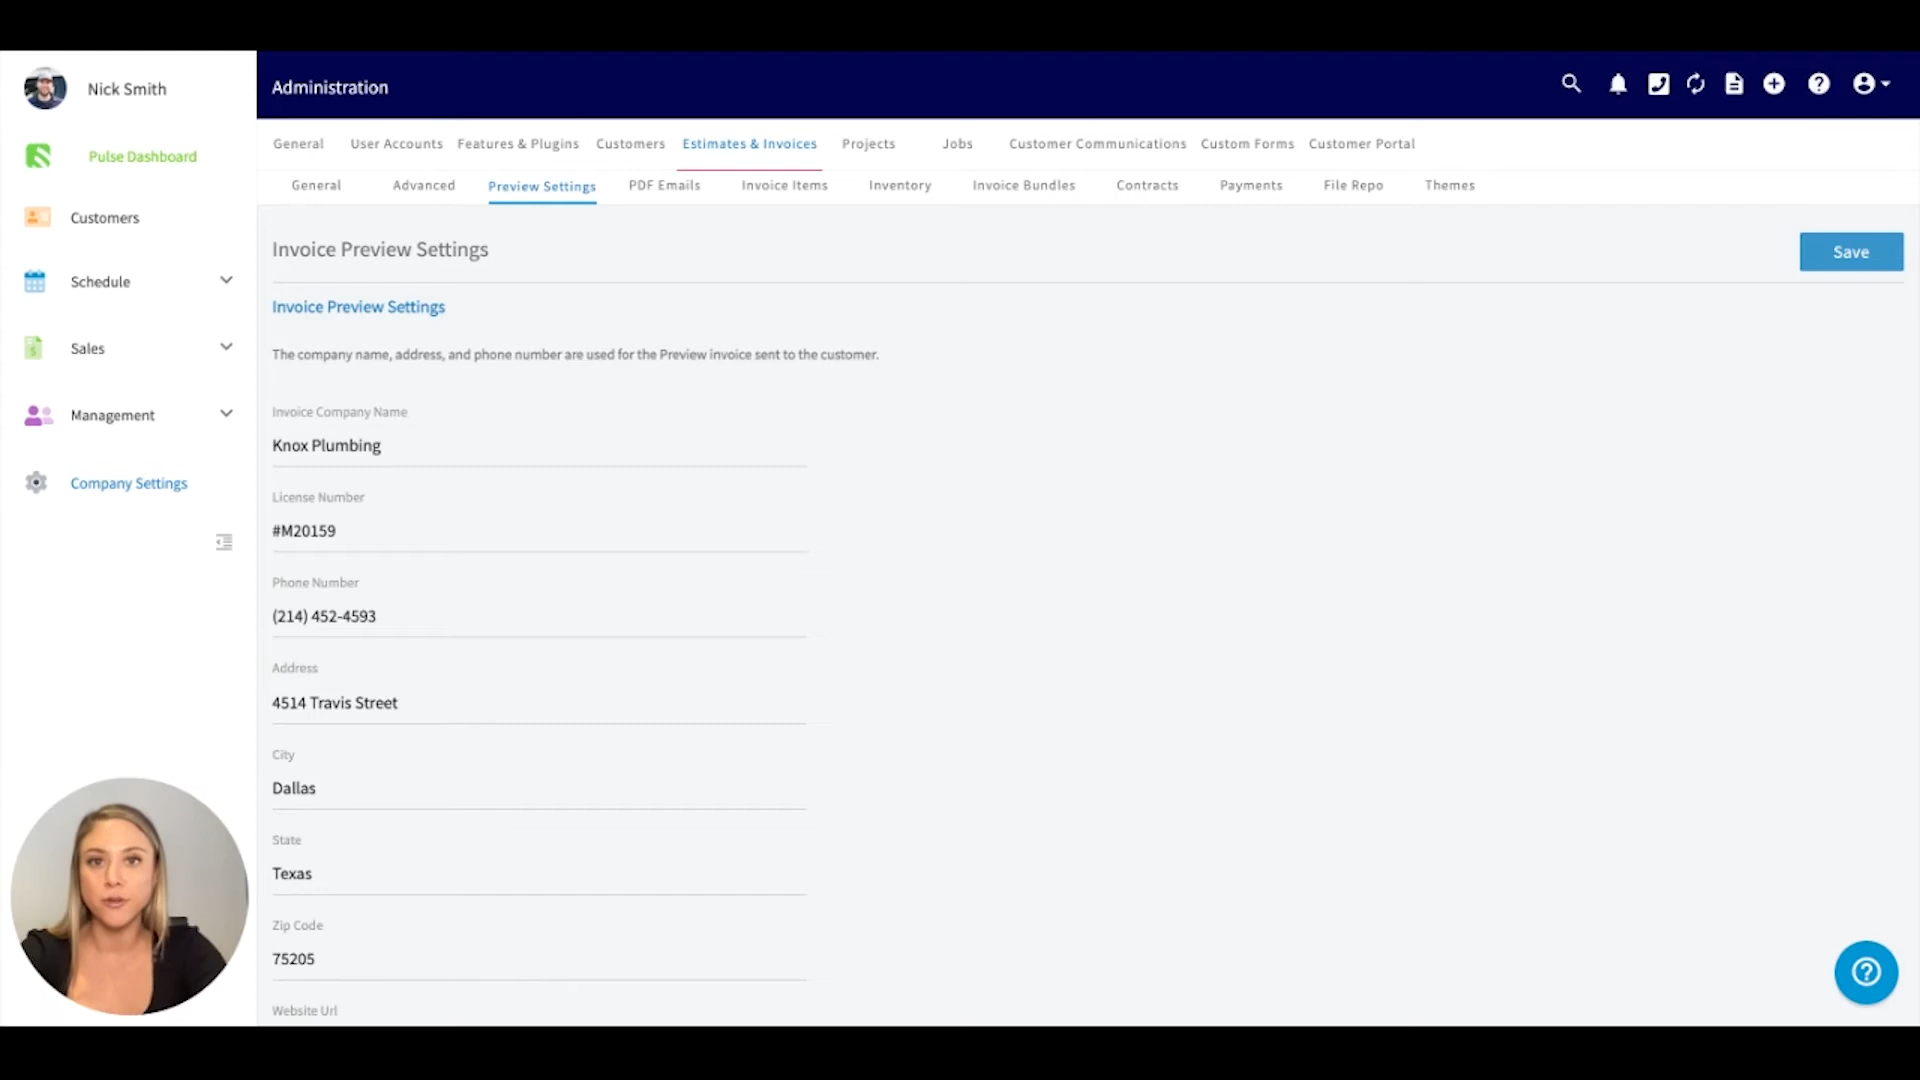 Nick Smith
Administration
Pulse Dashboard
Customers
Schedule
Sales
Management
Company Settings
General User Accounts Features & Plugins Customers Estimates & Invoices Projects Jobs Customer Communications Custom Forms Customer Portal
General Advanced Preview Settings PDF Emails Invoice Items Inventory Invoice Bundles Contracts Payments File Repo Themes
Invoice Preview Settings
Save
Invoice Preview Settings
The company name, address, and phone number are used for the Preview invoice sent to the customer.
Invoice Company Name
Knox Plumbing
License Number
#M20159
Phone Number
(214) 452-4593
Address
4514 Travis Street
City
Dallas
State
Texas
Zip Code
75205
Website Url